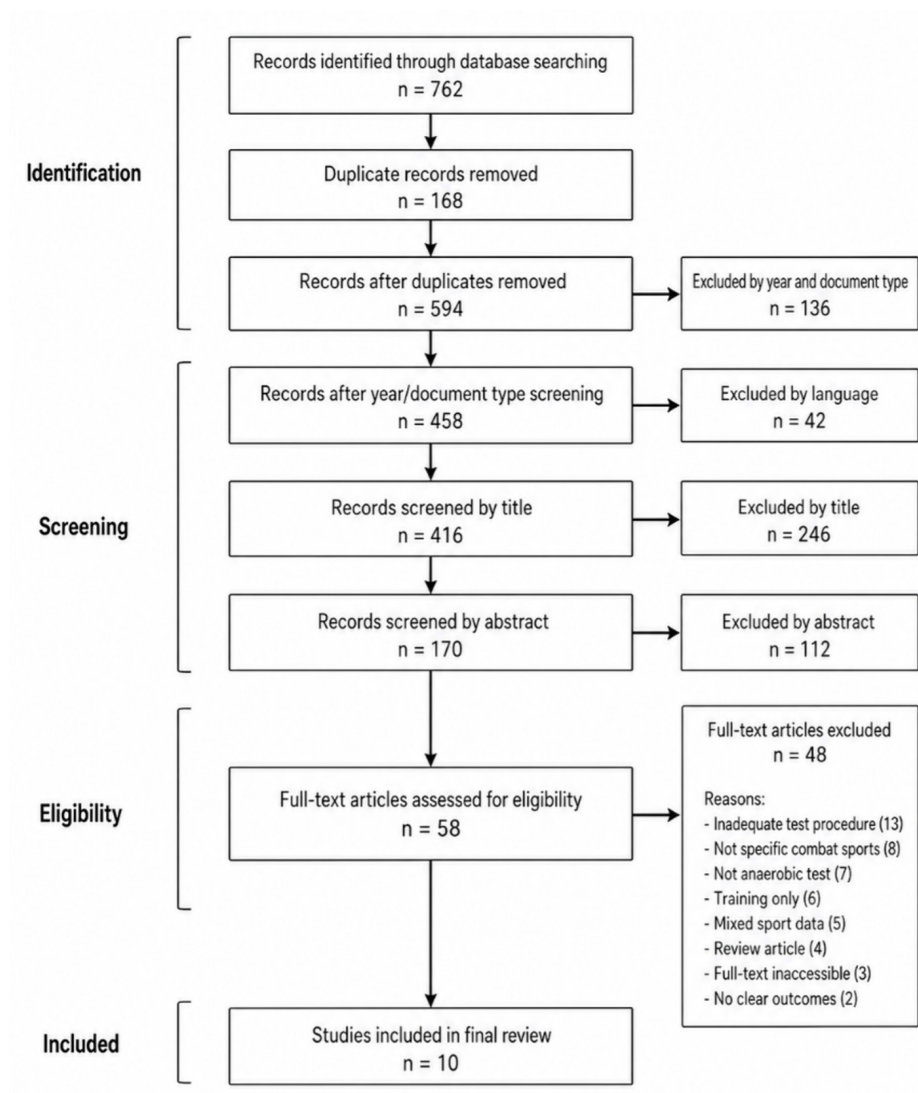 Records identified through database searching
n = 762
Identification
Duplicate records removed
n = 168
Records after duplicates removed
n = 594
Excluded by year and document type
n = 136
Records after year/document type screening
n = 458
Excluded by language
n = 42
Screening
Records screened by title
n = 416
Excluded by title
n = 246
Records screened by abstract
n = 170
Excluded by abstract
n = 112
Eligibility
Full-text articles assessed for eligibility
n = 58
Full-text articles excluded
n = 48
Reasons:
- Inadequate test procedure (13)
- Not specific combat sports (8)
- Not anaerobic test (7)
- Training only (6)
- Mixed sport data (5)
- Review article (4)
- Full-text inaccessible (3)
- No clear outcomes (2)
Included
Studies included in final review
n = 10